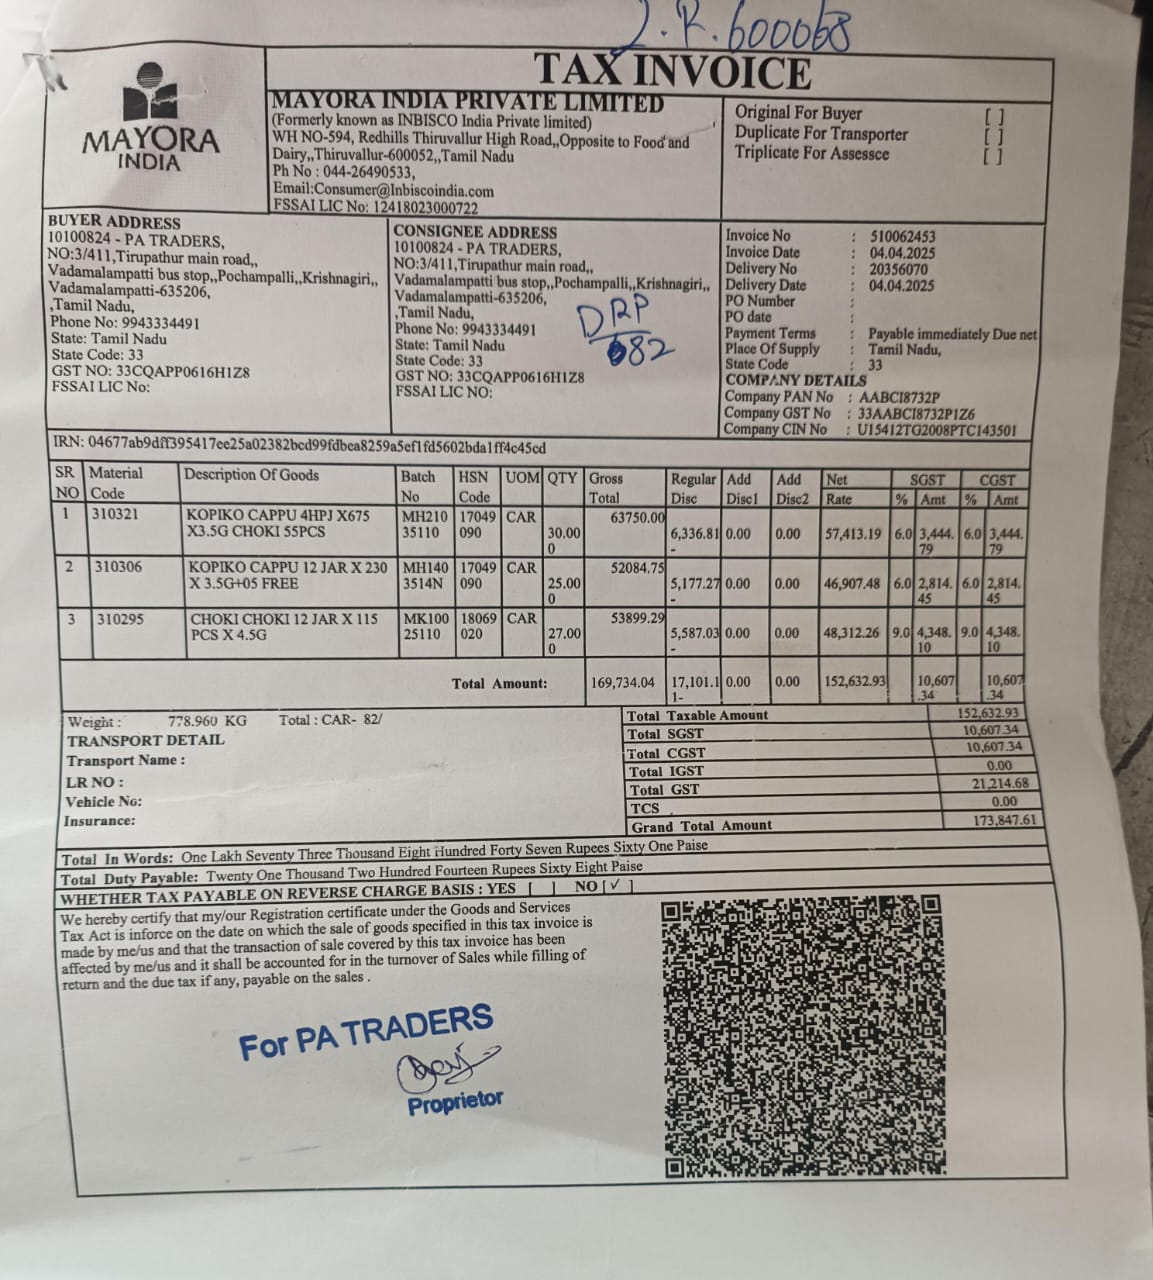 L.R.600068
TAX INVOICE
MAYORA
INDIA
MAYORA INDIA PRIVATE LIMITED
(Formerly known as INBISCO India Private limited)
WH NO-594, Redhills Thiruvallur High Road,,Opposite to Food and
Dairy,,Thiruvallur-600052,,Tamil Nadu
Ph No : 044-26490533,
Email:Consumer@Inbiscoindia.com
FSSAI LIC No: 12418023000722
Original For Buyer [ ]
Duplicate For Transporter [ ]
Triplicate For Assessce [ ]
BUYER ADDRESS
10100824 - PA TRADERS,
NO:3/411,Tirupathur main road,,
Vadamalampatti bus stop,,Pochampalli,,Krishnagiri,,
Vadamalampatti-635206,
,Tamil Nadu,
Phone No: 9943334491
State: Tamil Nadu
State Code: 33
GST NO: 33CQAPP0616H1Z8
FSSAI LIC No:
CONSIGNEE ADDRESS
10100824 - PA TRADERS,
NO:3/411,Tirupathur main road,,
Vadamalampatti bus stop,,Pochampalli,,Krishnagiri,,
Vadamalampatti-635206,
,Tamil Nadu,
Phone No: 9943334491
State: Tamil Nadu
State Code: 33
GST NO: 33CQAPP0616H1Z8
FSSAI LIC NO:
DRP
82
Invoice No : 510062453
Invoice Date : 04.04.2025
Delivery No : 20356070
Delivery Date : 04.04.2025
PO Number :
PO date :
Payment Terms : Payable immediately Due net
Place Of Supply : Tamil Nadu,
State Code : 33
COMPANY DETAILS
Company PAN No : AABCI8732P
Company GST No : 33AABCI8732P1Z6
Company CIN No : U15412TG2008PTC143501
IRN: 04677ab9dff395417ee25a02382bcd99fdbea8259a5ef1fd5602bda1ff4c45cd
SR Material Description Of Goods Batch HSN UOM QTY Gross Regular Add Add Net SGST CGST
NO Code No Code Total Disc Disc1 Disc2 Rate % Amt % Amt
1 310321 KOPIKO CAPPU 4HPJ X675 MH210 17049 CAR 63750.00
X3.5G CHOKI 55PCS 35110 090 30.00 6,336.81 0.00 0.00 57,413.19 6.0 3,444. 6.0 3,444.
0 - 79 79
2 310306 KOPIKO CAPPU 12 JAR X 230 MH140 17049 CAR 52084.75
X 3.5G+05 FREE 3514N 090 25.00 5,177.27 0.00 0.00 46,907.48 6.0 2,814. 6.0 2,814.
0 - 45 45
3 310295 CHOKI CHOKI 12 JAR X 115 MK100 18069 CAR 53899.29
PCS X 4.5G 25110 020 27.00 5,587.03 0.00 0.00 48,312.26 9.0 4,348. 9.0 4,348.
0 - 10 10
Total Amount: 169,734.04 17,101.1 0.00 0.00 152,632.93 10,607 10,607
1- .34 .34
Weight : 778.960 KG Total : CAR- 82/
TRANSPORT DETAIL
Transport Name :
LR NO :
Vehicle No:
Insurance:
Total Taxable Amount 152,632.93
Total SGST 10,607.34
Total CGST 10,607.34
Total IGST 0.00
Total GST 21,214.68
TCS 0.00
Grand Total Amount 173,847.61
Total In Words: One Lakh Seventy Three Thousand Eight Hundred Forty Seven Rupees Sixty One Paise
Total Duty Payable: Twenty One Thousand Two Hundred Fourteen Rupees Sixty Eight Paise
WHETHER TAX PAYABLE ON REVERSE CHARGE BASIS : YES [ ] NO [✓]
We hereby certify that my/our Registration certificate under the Goods and Services
Tax Act is inforce on the date on which the sale of goods specified in this tax invoice is
made by me/us and that the transaction of sale covered by this tax invoice has been
affected by me/us and it shall be accounted for in the turnover of Sales while filling of
return and the due tax if any, payable on the sales .
For PA TRADERS
Proprietor